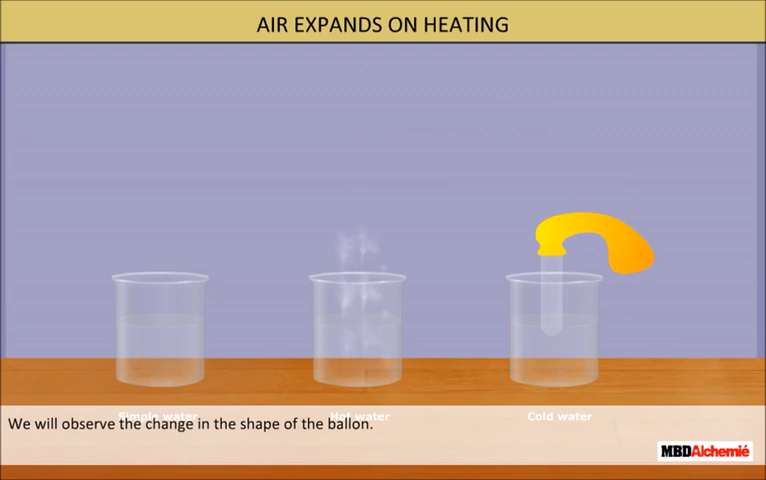 AIR EXPANDS ON HEATING
Simple water
Hot water
Cold water
We will observe the change in the shape of the ballon.
MBDAlchemié